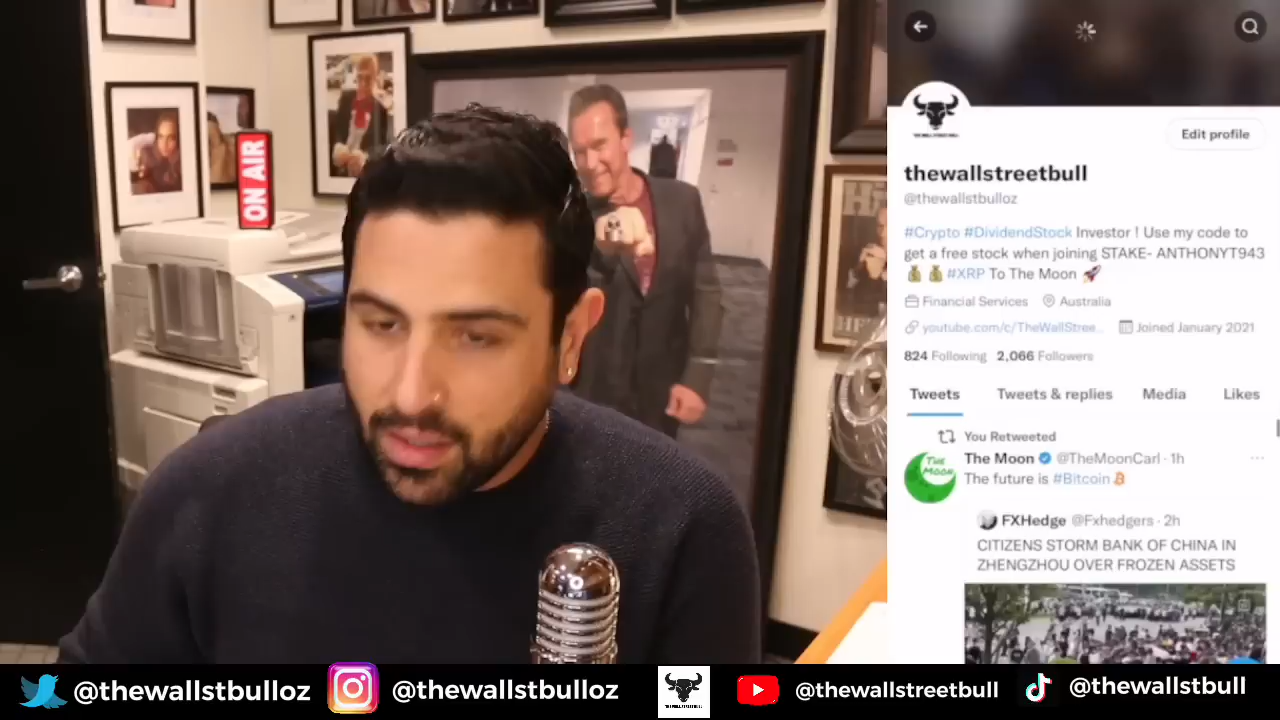 ON AIR
Edit profile
thewallstreetbull
@thewallstbulloz
#Crypto #DividendStock Investor ! Use my code to
get a free stock when joining STAKE- ANTHONYT943
💰 💰 #XRP To The Moon 🚀
Financial Services Australia
youtube.com/c/TheWallStree... Joined January 2021
824 Following 2,066 Followers
Tweets Tweets & replies Media Likes
You Retweeted
THE MOON
The Moon @TheMoonCarl · 1h
The future is #Bitcoin
FXHedge @Fxhedgers · 2h
CITIZENS STORM BANK OF CHINA IN
ZHENGZHOU OVER FROZEN ASSETS
@thewallstbulloz @thewallstbulloz @thewallstreetbull @thewallstbull